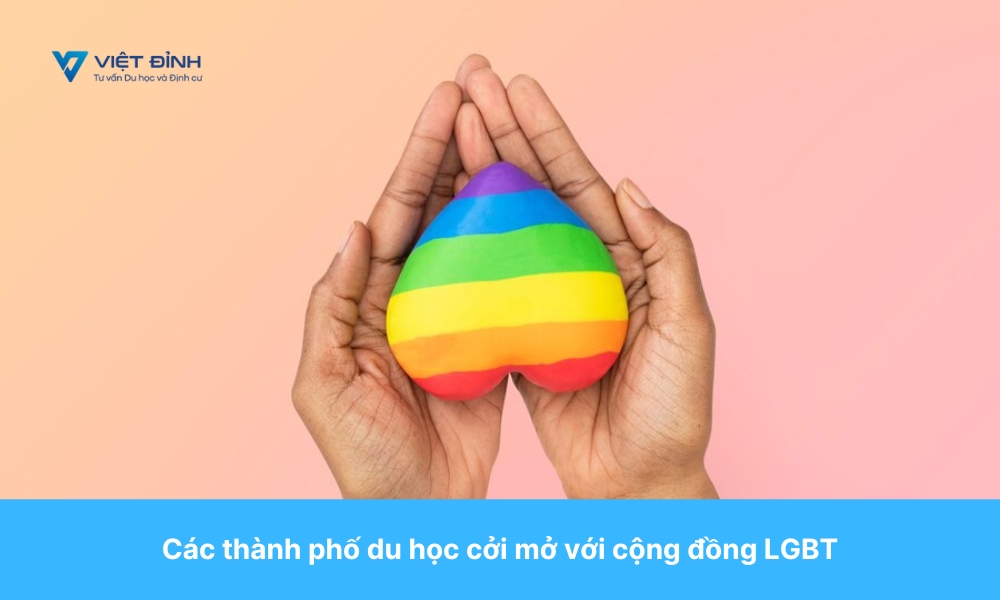 VIỆT ĐỈNH
Tư vấn Du học và Định cư
Các thành phố du học cởi mở với cộng đồng LGBT